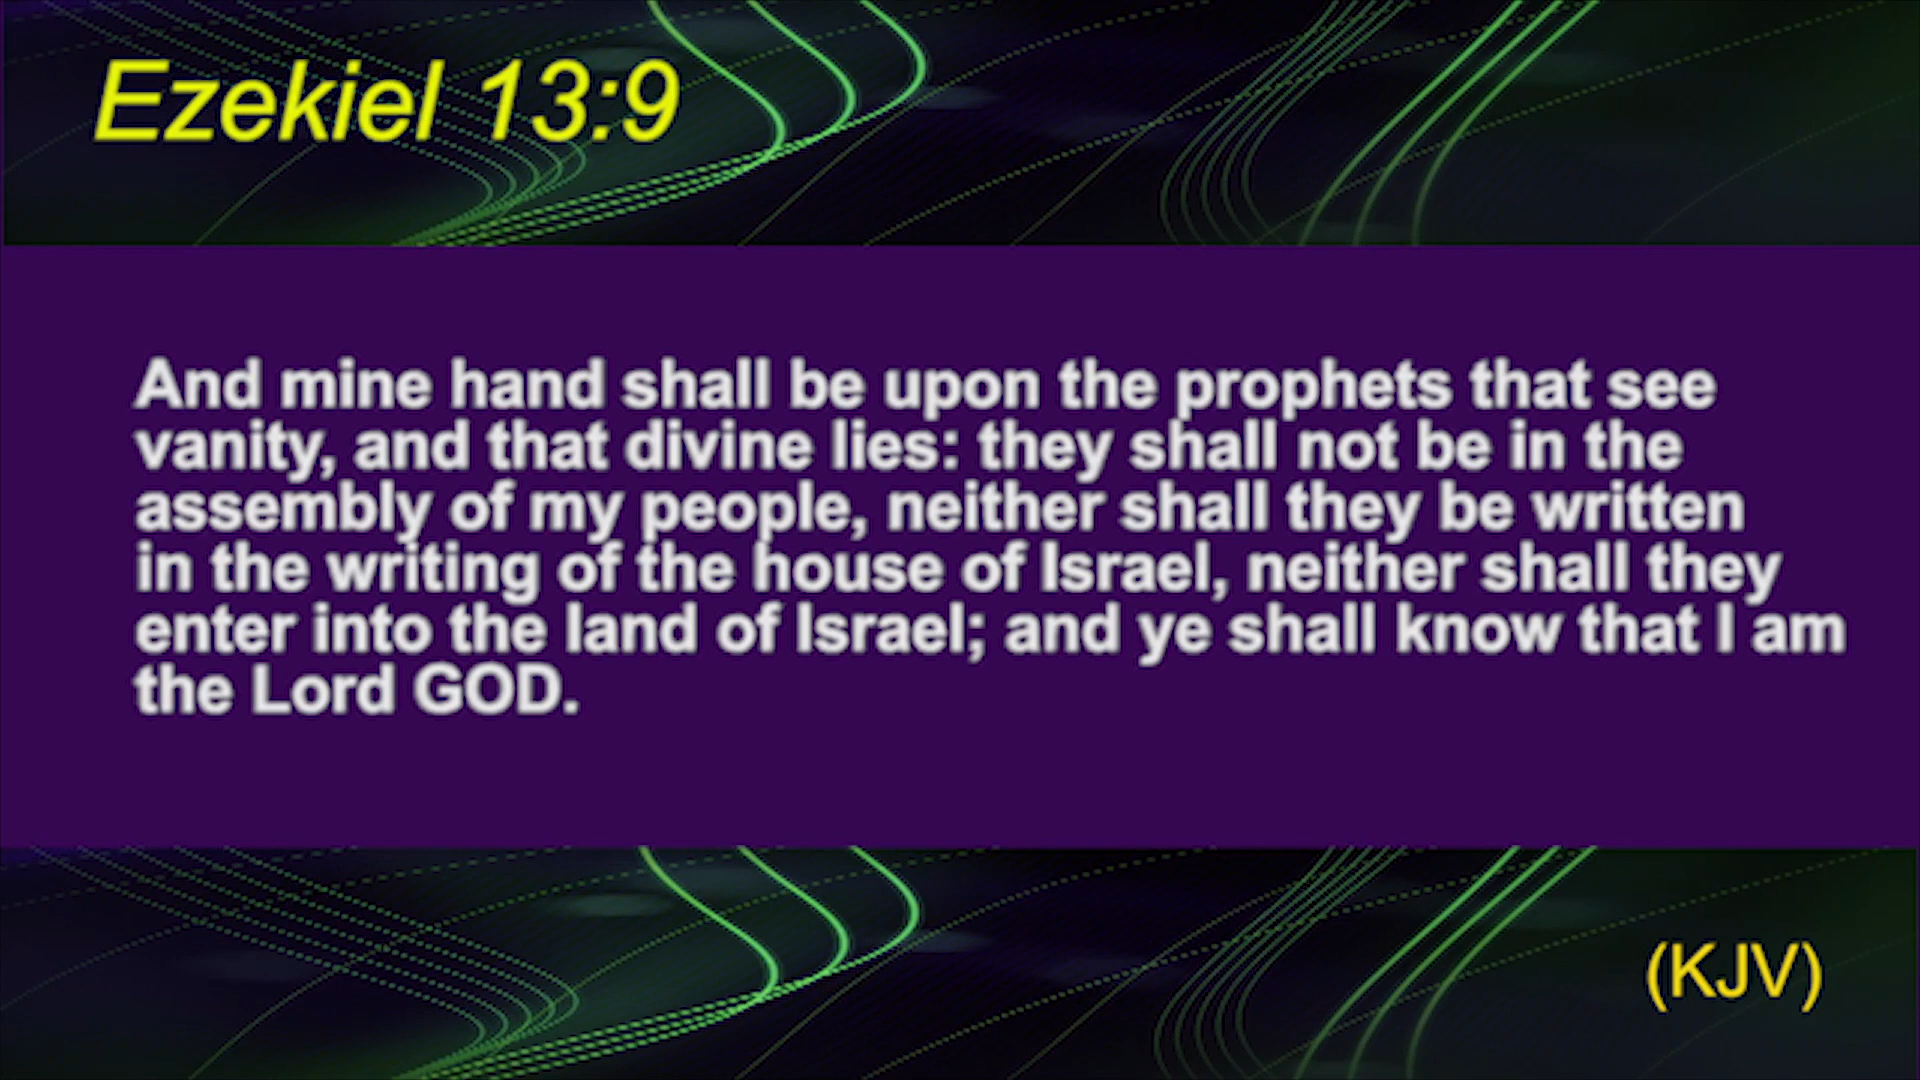 Ezekiel 13:9
And mine hand shall be upon the prophets that see
vanity, and that divine lies: they shall not be in the
assembly of my people, neither shall they be written
in the writing of the house of Israel, neither shall they
enter into the land of Israel; and ye shall know that I am
the Lord GOD.
(KJV)